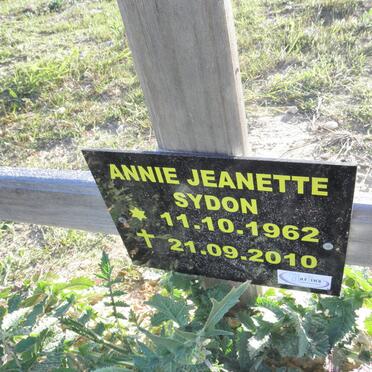 ANNIE JEANETTE
SYDON
✡ 11.10.1962
✝ 21.09.2010